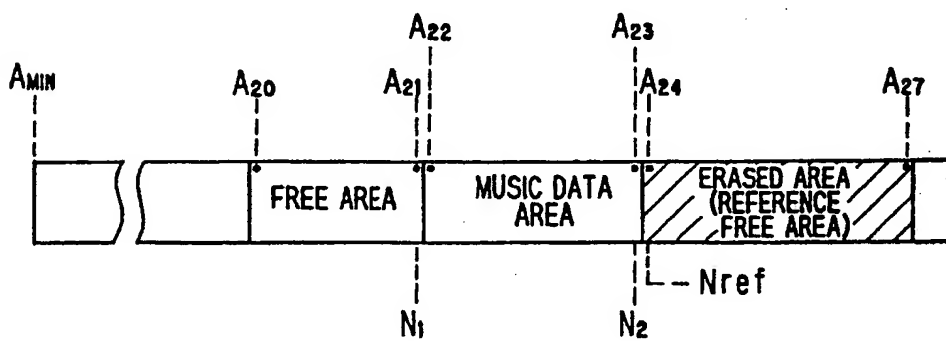 A22 A23
AMIN A20 A21 A24 A27
FREE AREA
MUSIC DATA
AREA
ERASED AREA
(REFERENCE
FREE AREA)
Nref
N1 N2